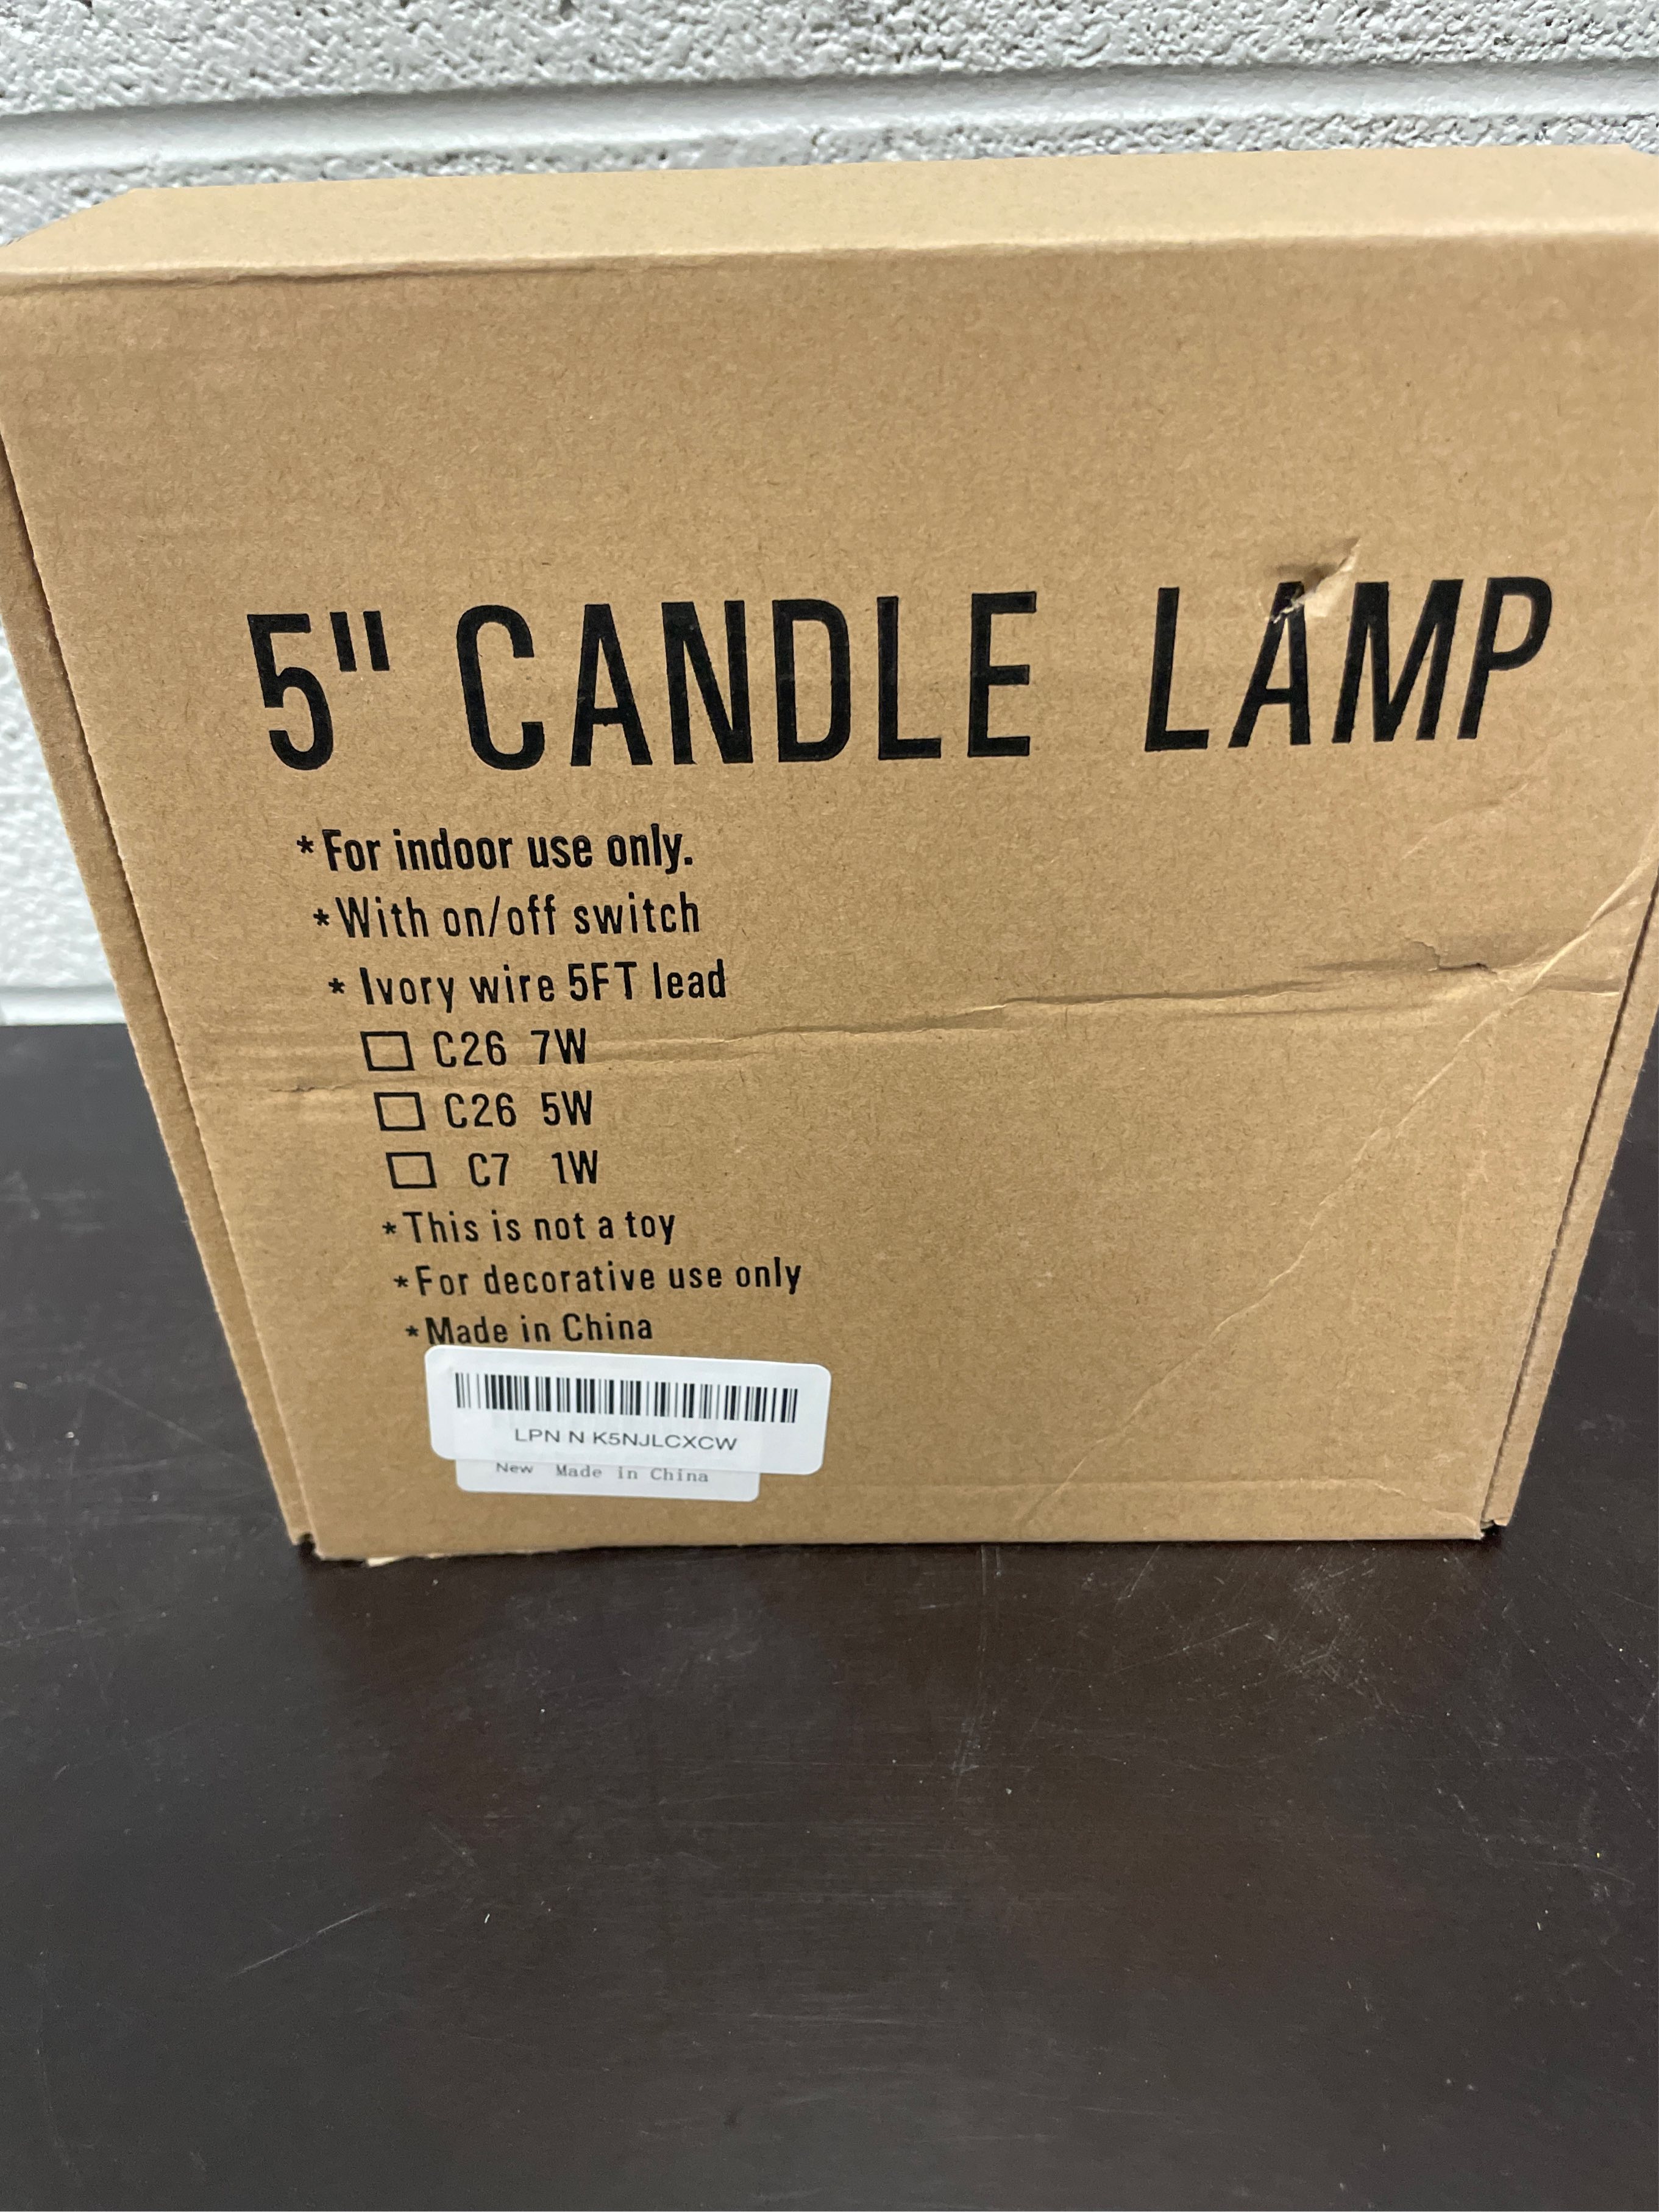 5" CANDLE LAMP
*For indoor use only.
*With on/off switch
* Ivory wire 5FT lead
C26 7W
C26 5W
C7 1W
*This is not a toy
*For decorative use only
*Made in China
LPN N K5NJLCXCW
New Made in China